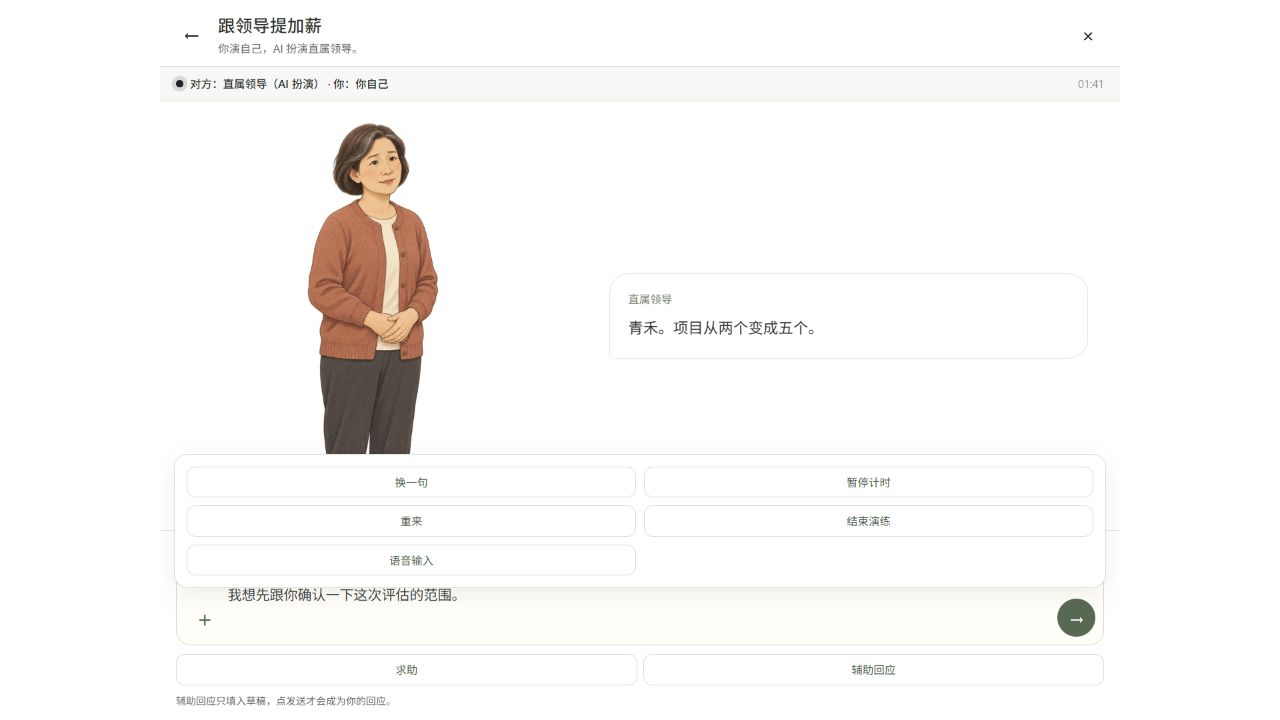 ←
跟领导提加薪
你演自己，AI 扮演直属领导。
×
对方：直属领导（AI 扮演） · 你：你自己
01:41
直属领导
青禾。项目从两个变成五个。
换一句
暂停计时
重来
结束演练
语音输入
我想先跟你确认一下这次评估的范围。
+
→
求助
辅助回应
辅助回应只填入草稿，点发送才会成为你的回应。